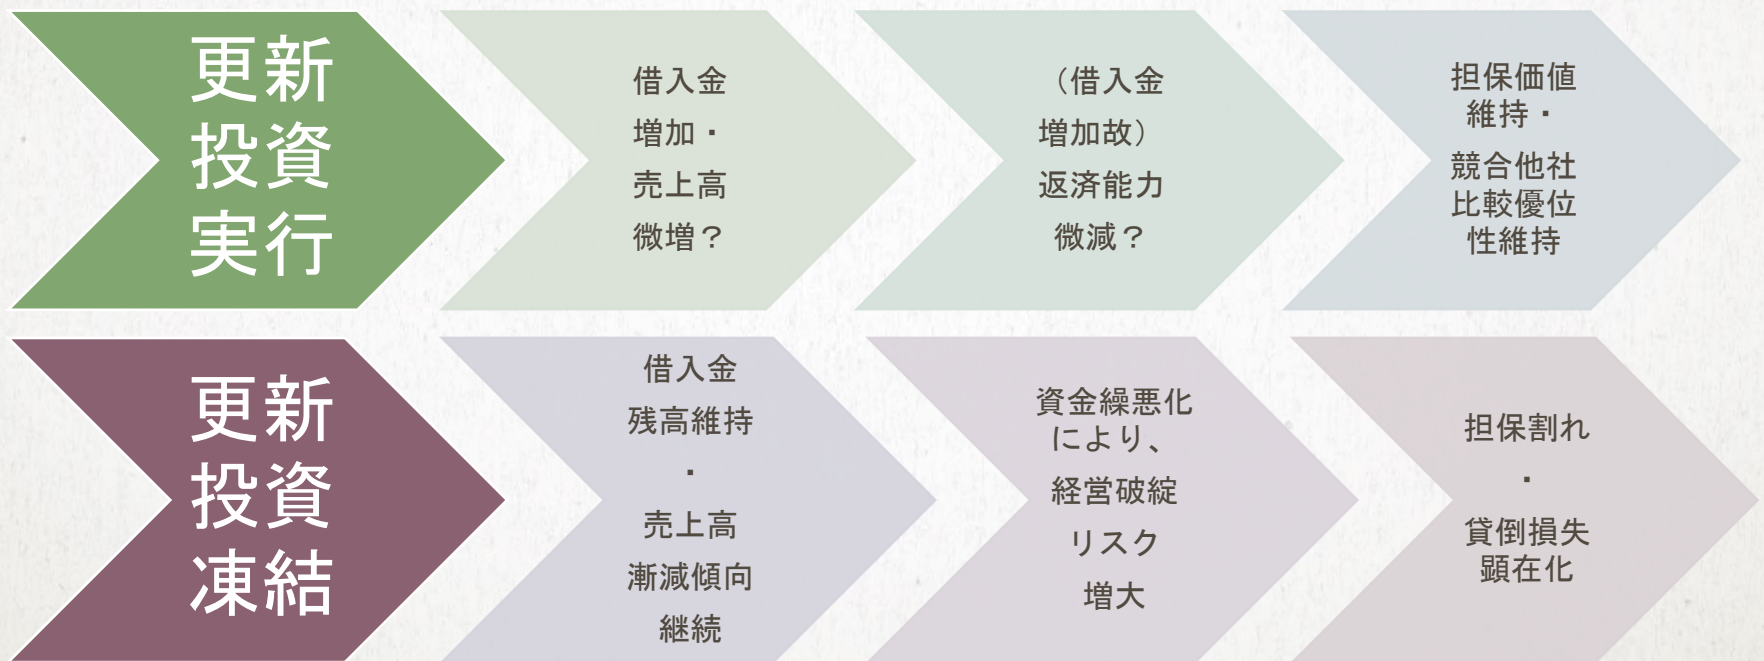 更新
投資
実行
借入金
増加・
売上高
微増？
（借入金
増加故）
返済能力
微減？
担保価値
維持・
競合他社
比較優位
性維持
更新
投資
凍結
借入金
残高維持
・
売上高
漸減傾向
継続
資金繰悪化
により、
経営破綻
リスク
増大
担保割れ
・
貸倒損失
顕在化